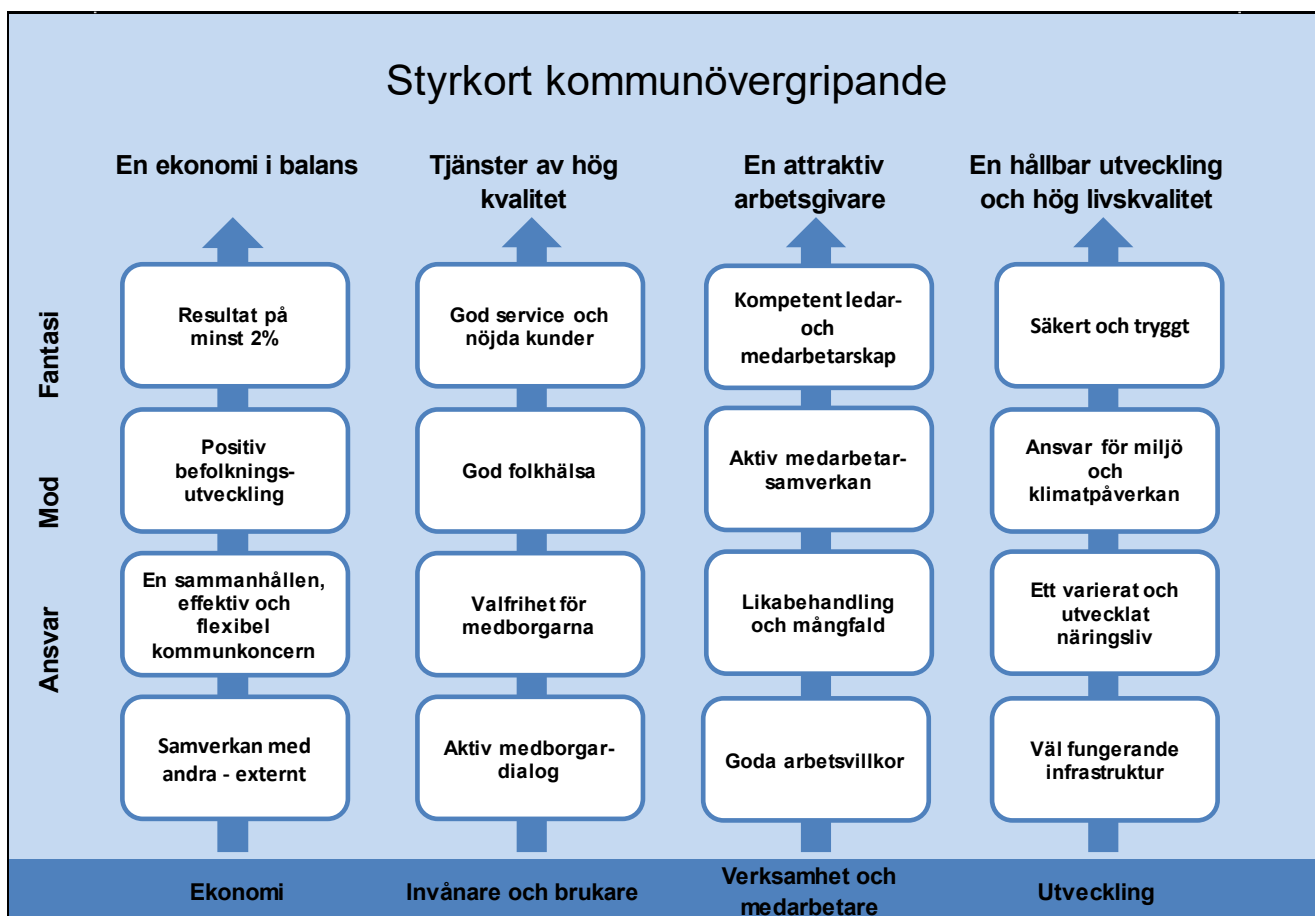 Styrkort kommunövergripande
En ekonomi i balans
Tjänster av hög
kvalitet
En attraktiv
arbetsgivare
En hållbar utveckling
och hög livskvalitet
Fantasi
Resultat på
minst 2%
God service och
nöjda kunder
Kompetent ledar-
och
medarbetarskap
Säkert och tryggt
Mod
Positiv
befolknings-
utveckling
God folkhälsa
Aktiv medarbetar-
samverkan
Ansvar för miljö
och
klimatpåverkan
Ansvar
En sammanhållen,
effektiv och
flexibel
kommunkoncern
Valfrihet för
medborgarna
Likabehandling
och mångfald
Ett varierat och
utvecklat
näringsliv
Samverkan med
andra - externt
Aktiv medborgar-
dialog
Goda arbetsvillkor
Väl fungerande
infrastruktur
Ekonomi
Invånare och brukare
Verksamhet och
medarbetare
Utveckling